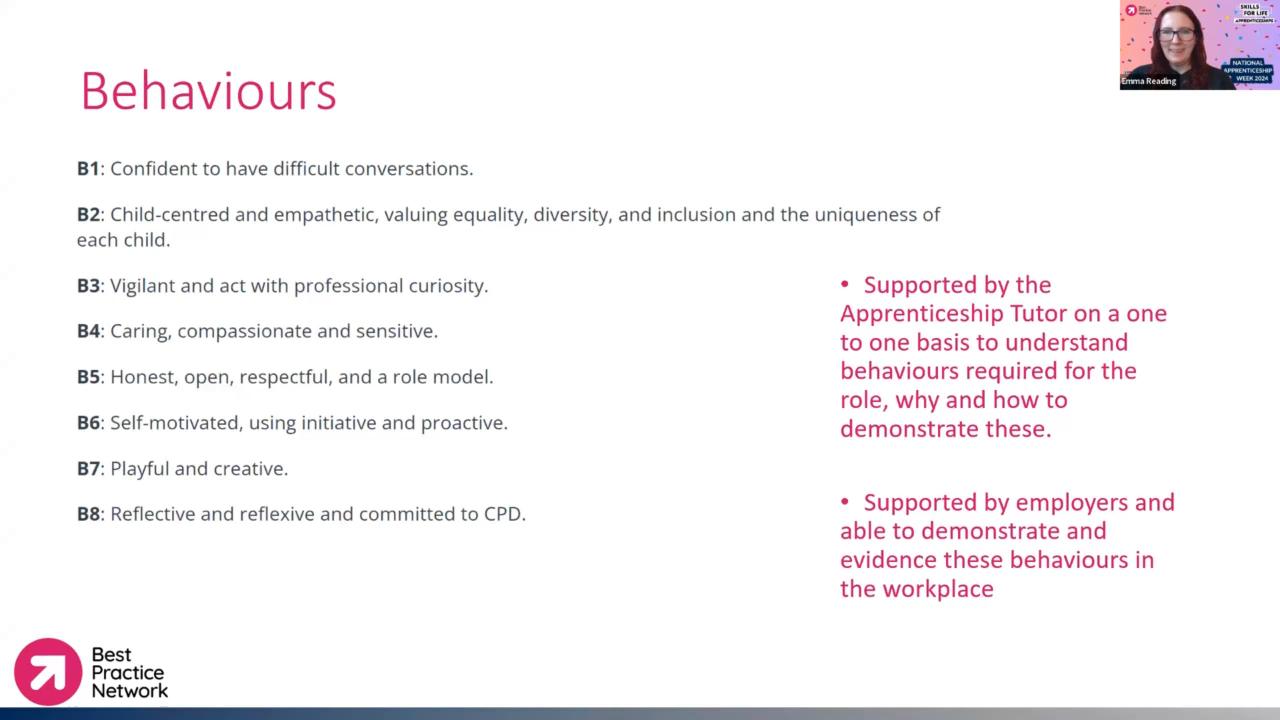 Behaviours
B1: Confident to have difficult conversations.
B2: Child-centred and empathetic, valuing equality, diversity, and inclusion and the uniqueness of
each child.
B3: Vigilant and act with professional curiosity.
B4: Caring, compassionate and sensitive.
B5: Honest, open, respectful, and a role model.
B6: Self-motivated, using initiative and proactive.
B7: Playful and creative.
B8: Reflective and reflexive and committed to CPD.
• Supported by the
Apprenticeship Tutor on a one
to one basis to understand
behaviours required for the
role, why and how to
demonstrate these.
• Supported by employers and
able to demonstrate and
evidence these behaviours in
the workplace
Best
Practice
Network
Best
Practice
Network
SKILLS
FOR LIFE
APPRENTICESHIPS
NATIONAL
APPRENTICESHIP
WEEK 2024
Emma Reading